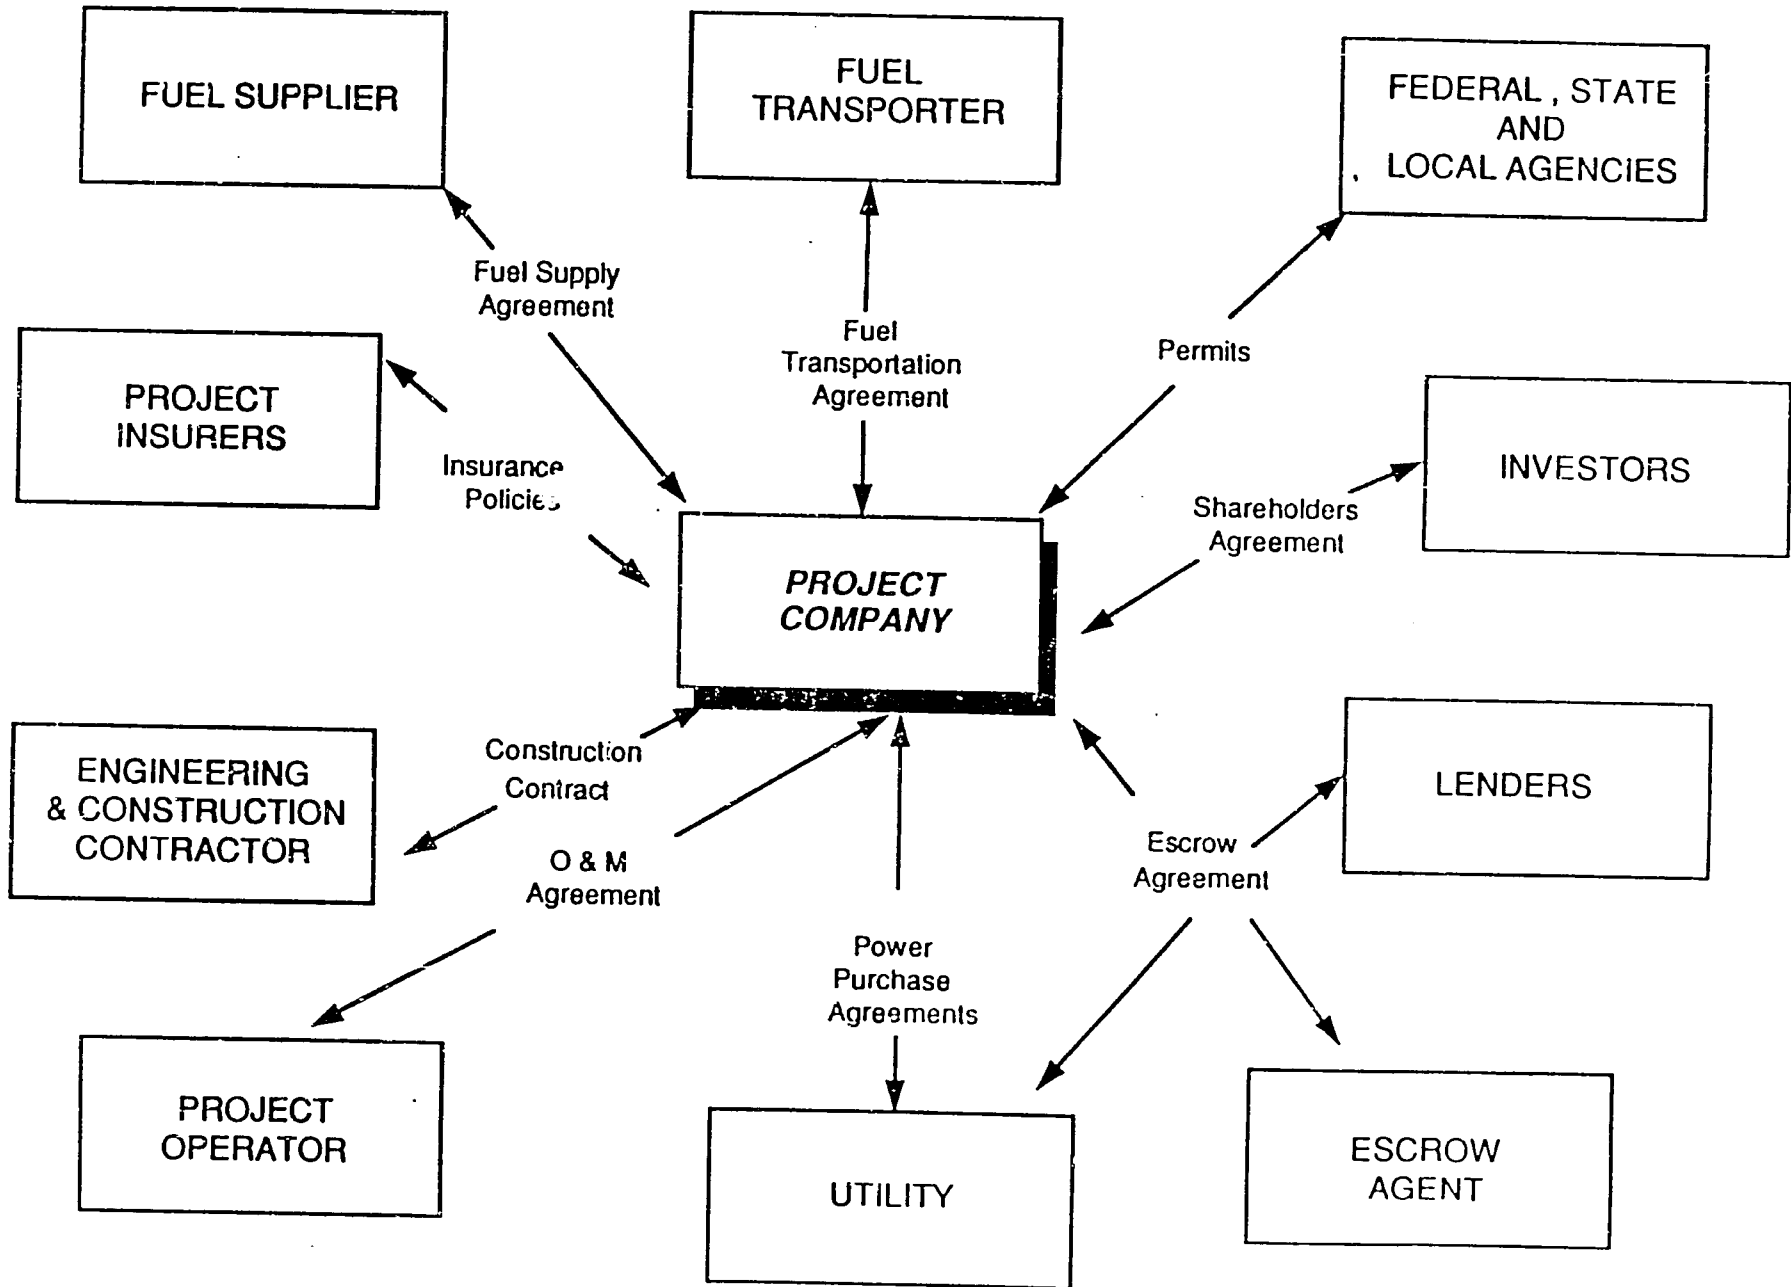 FUEL SUPPLIER
FUEL
TRANSPORTER
FEDERAL , STATE
AND
LOCAL AGENCIES
Fuel Supply
Agreement
Fuel
Transportation
Agreement
Permits
PROJECT
INSURERS
Insurance
Policies
INVESTORS
Shareholders
Agreement
PROJECT
COMPANY
ENGINEERING
& CONSTRUCTION
CONTRACTOR
Construction
Contract
O & M
Agreement
LENDERS
Escrow
Agreement
Power
Purchase
Agreements
PROJECT
OPERATOR
UTILITY
ESCROW
AGENT